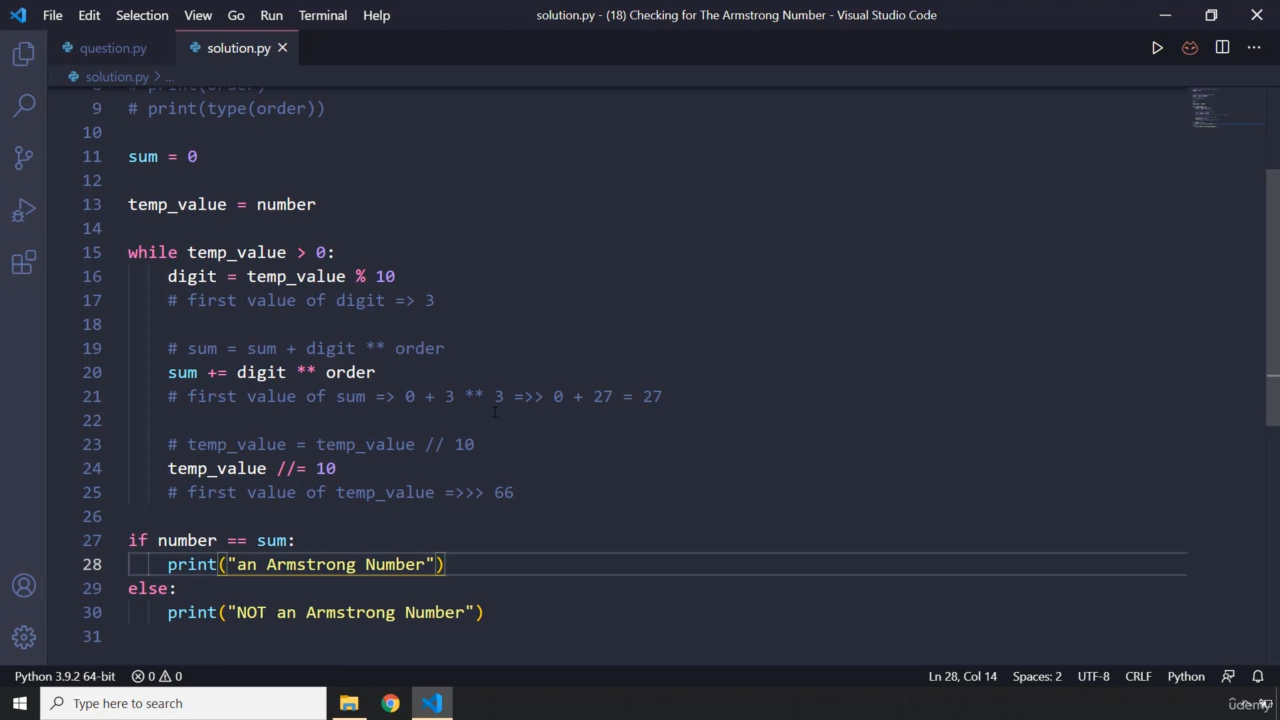 File Edit Selection View Go Run Terminal Help solution.py - (18) Checking for The Armstrong Number - Visual Studio Code
question.py solution.py
solution.py > ...
# print(order)
9 # print(type(order))
10
11 sum = 0
12
13 temp_value = number
14
15 while temp_value > 0:
16 digit = temp_value % 10
17 # first value of digit => 3
18
19 # sum = sum + digit ** order
20 sum += digit ** order
21 # first value of sum => 0 + 3 ** 3 =>> 0 + 27 = 27
22
23 # temp_value = temp_value // 10
24 temp_value //= 10
25 # first value of temp_value =>>> 66
26
27 if number == sum:
28 print("an Armstrong Number")
29 else:
30 print("NOT an Armstrong Number")
31
Python 3.9.2 64-bit 0 0 Ln 28, Col 14 Spaces: 2 UTF-8 CRLF Python
Type here to search
Udemy